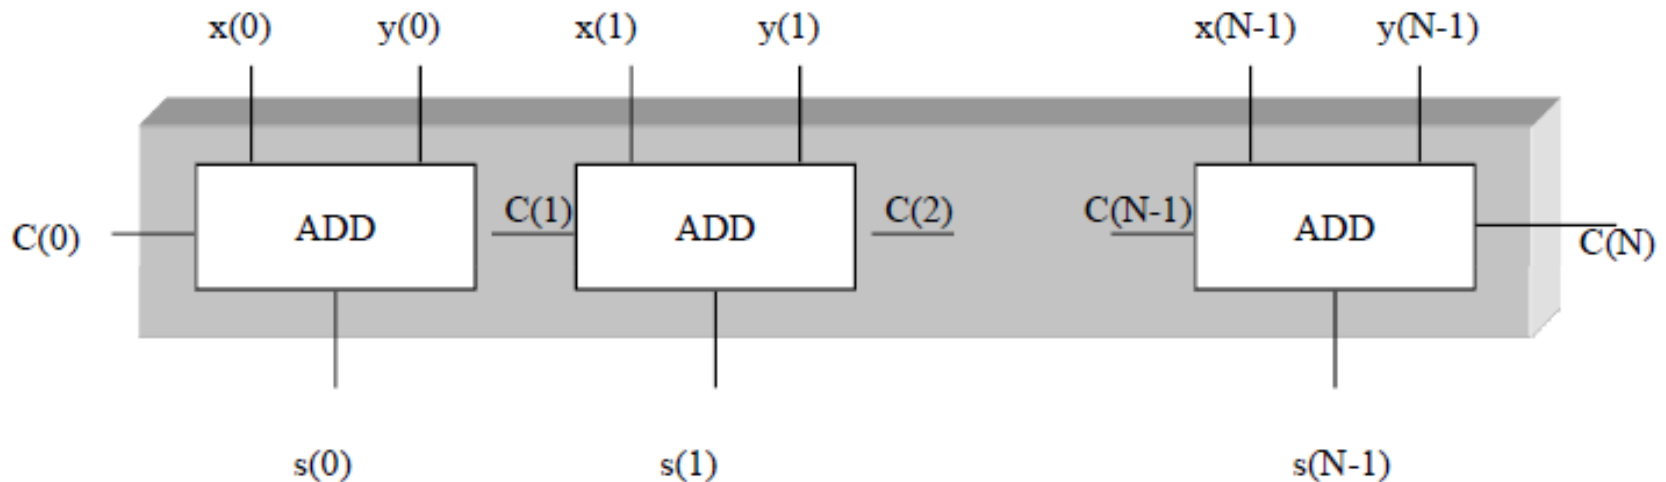 x(0) y(0) x(1) y(1) x(N-1) y(N-1)
C(0) ADD C(1) ADD C(2) C(N-1) ADD C(N)
s(0) s(1) s(N-1)